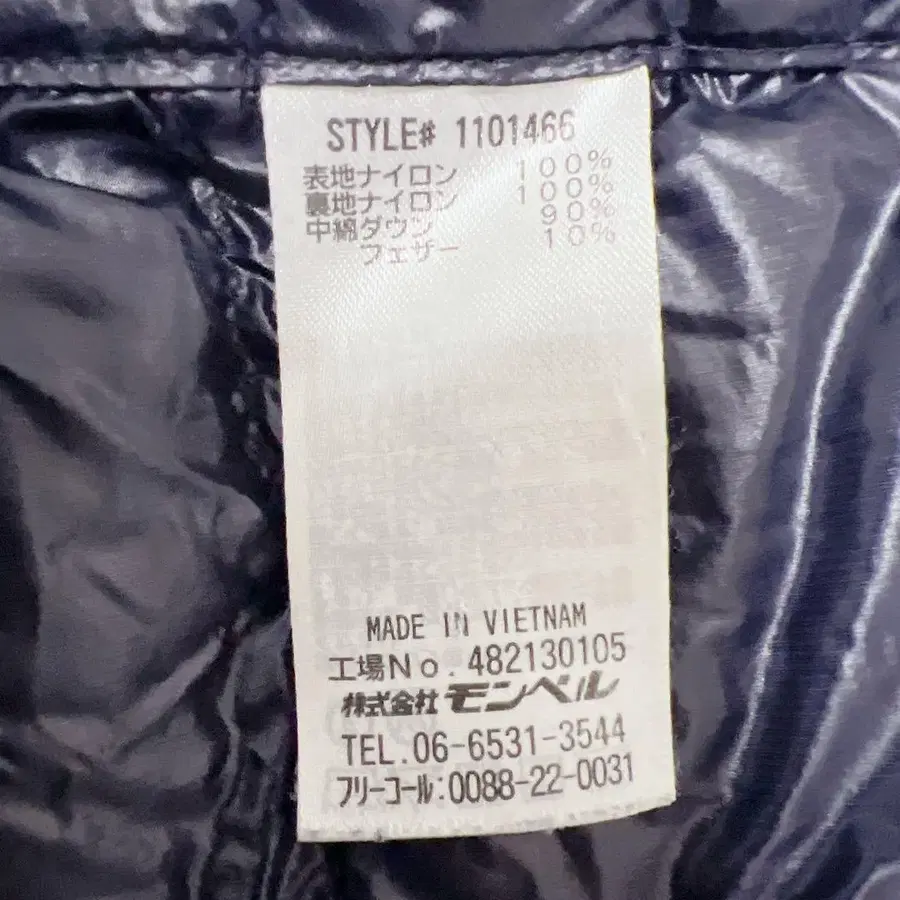 STYLE# 1101466
表地ナイロン 100%
裏地ナイロン 100%
中綿ダウン 90%
フェザー 10%
MADE IN VIETNAM
工場No. 482130105
株式会社モンベル
TEL.06-6531-3544
フリーコール:0088-22-0031